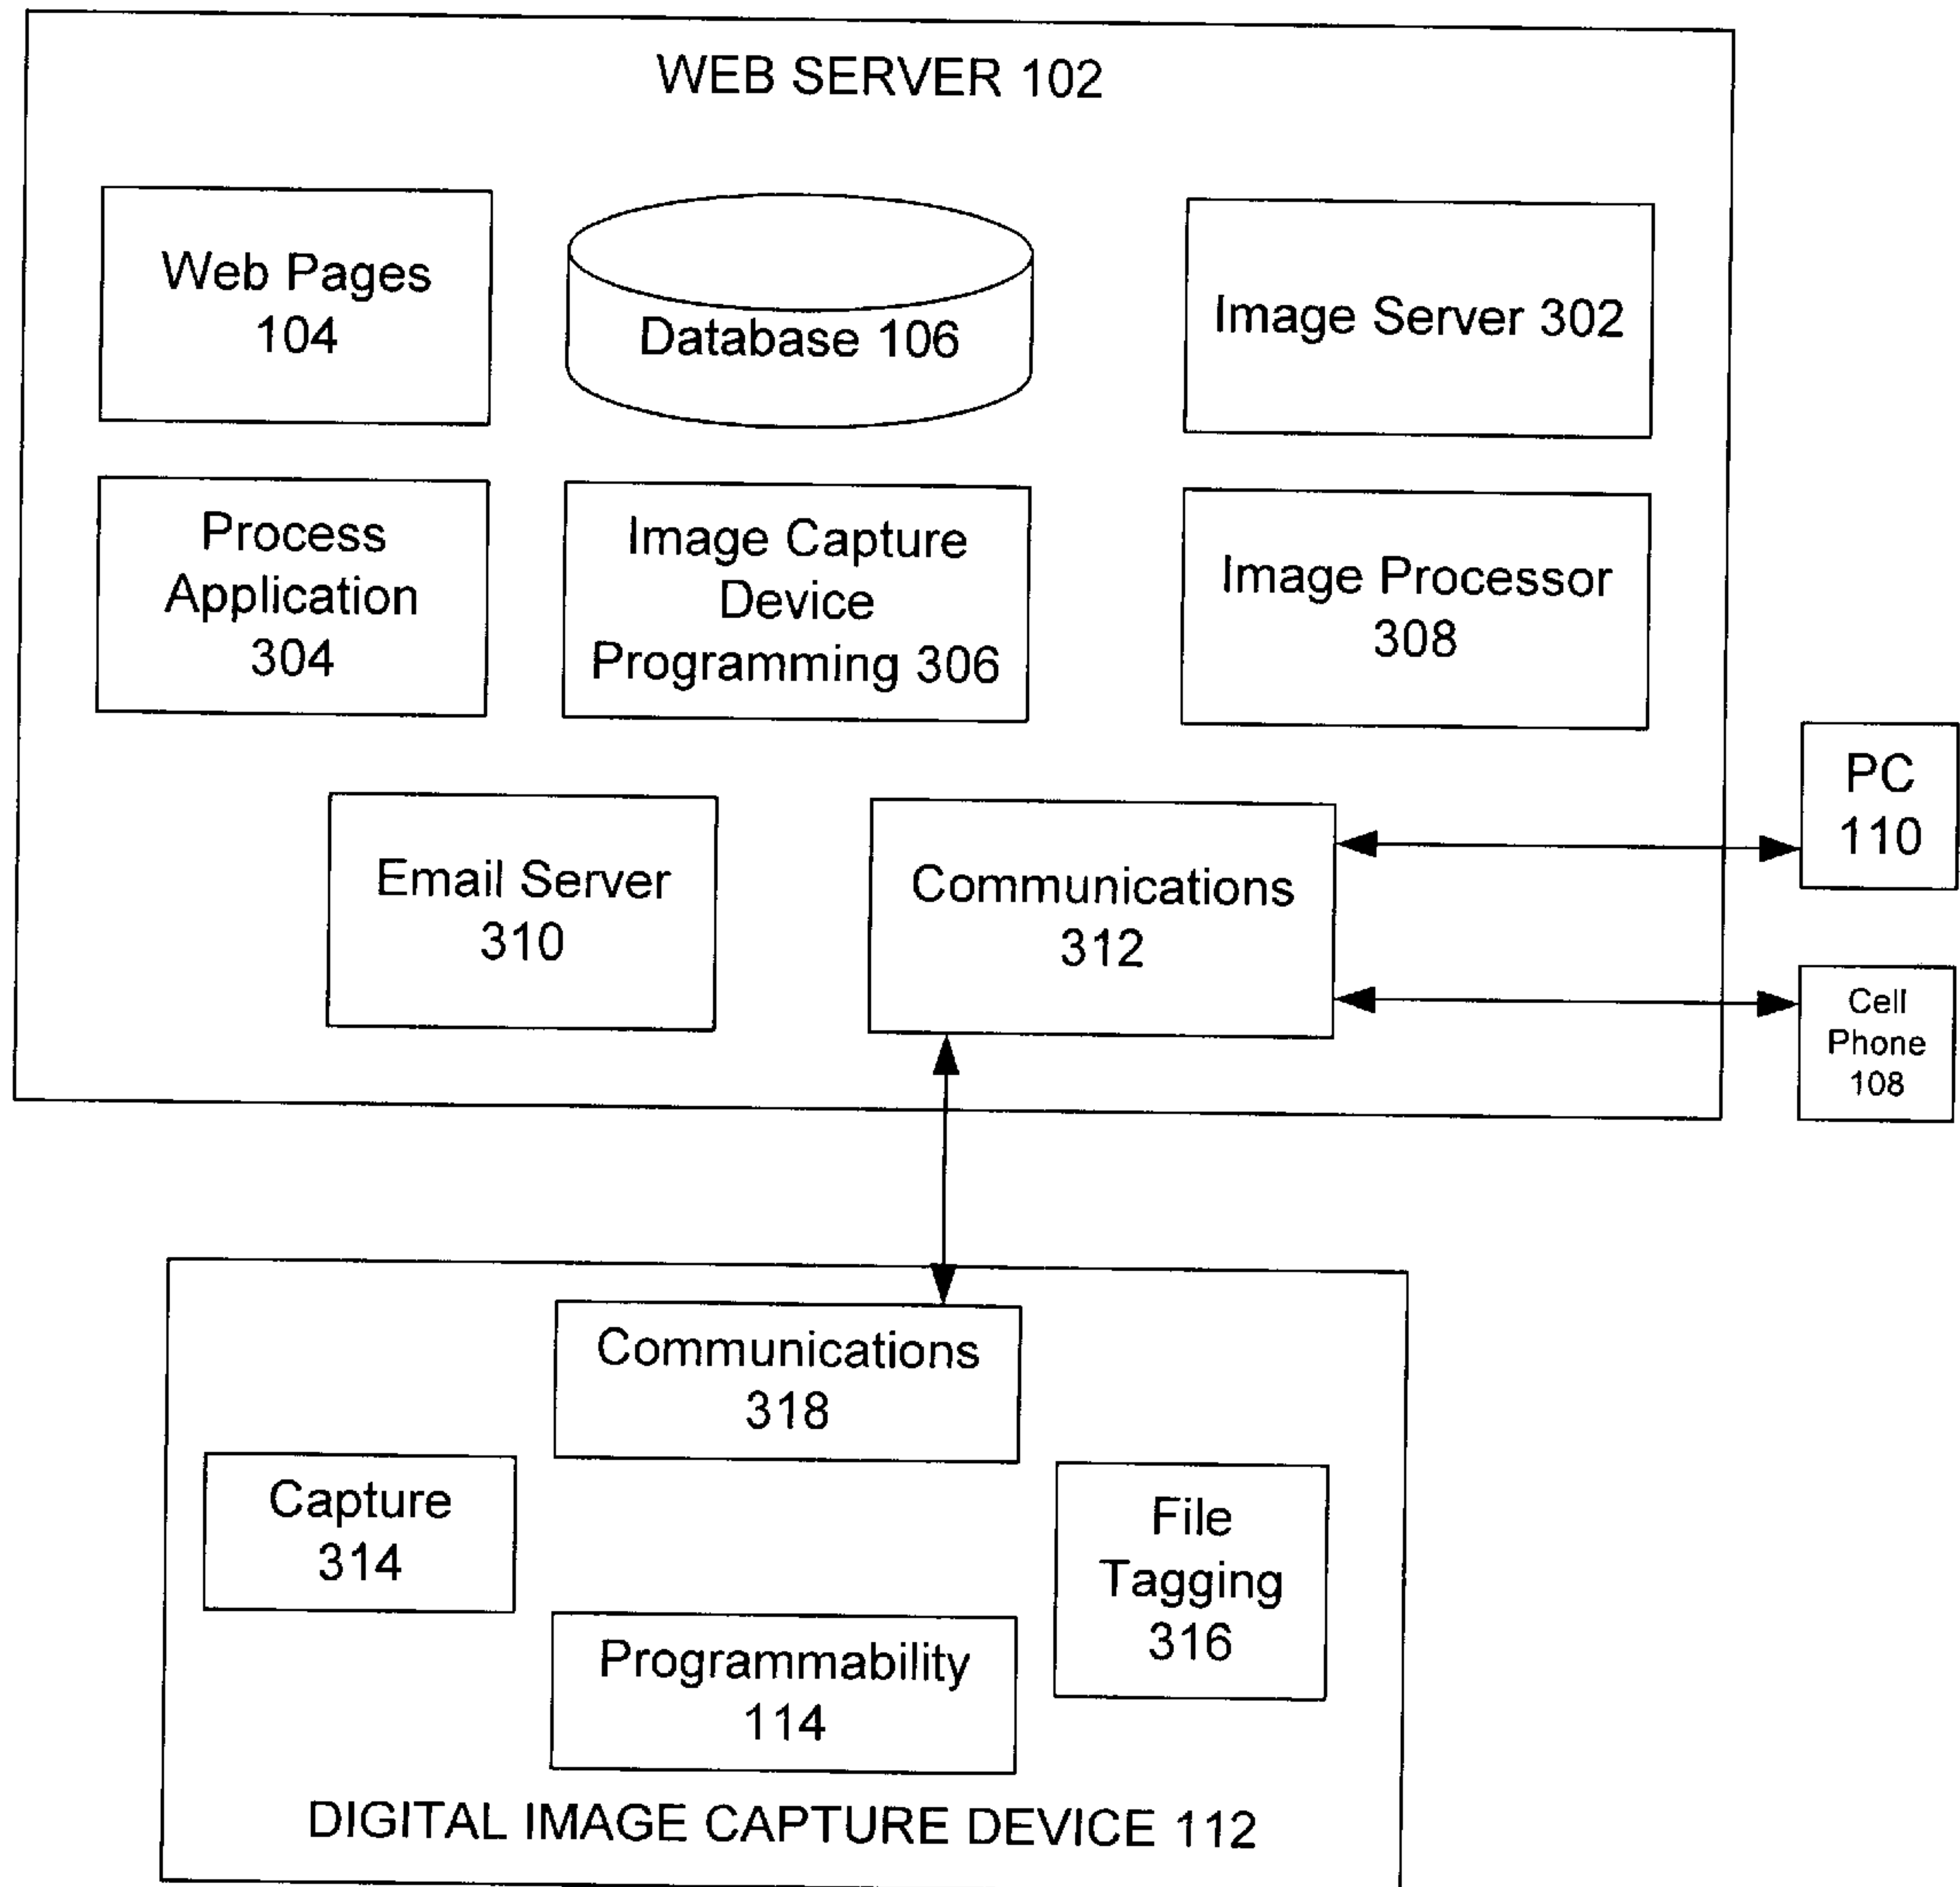 WEB SERVER 102
Web Pages
104
Database 106
Image Server 302
Process
Application
304
Image Capture
Device
Programming 306
Image Processor
308
Email Server
310
Communications
312
PC
110
Cell
Phone
108
Communications
318
Capture
314
File
Tagging
316
Programmability
114
DIGITAL IMAGE CAPTURE DEVICE 112